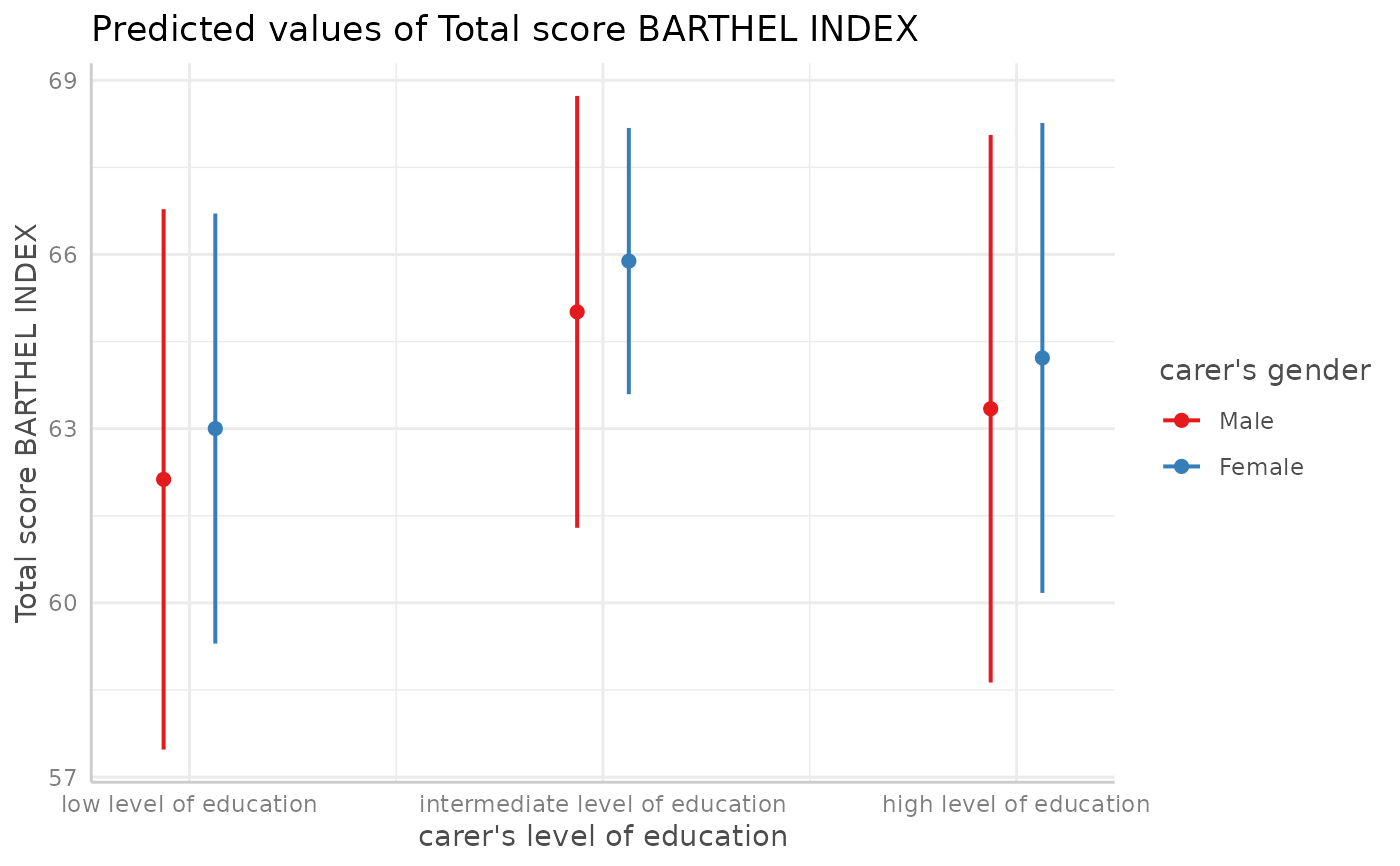 Predicted values of Total score BARTHEL INDEX
Total score BARTHEL INDEX
69
66
63
60
57
low level of education
intermediate level of education
high level of education
carer's level of education
carer's gender
Male
Female